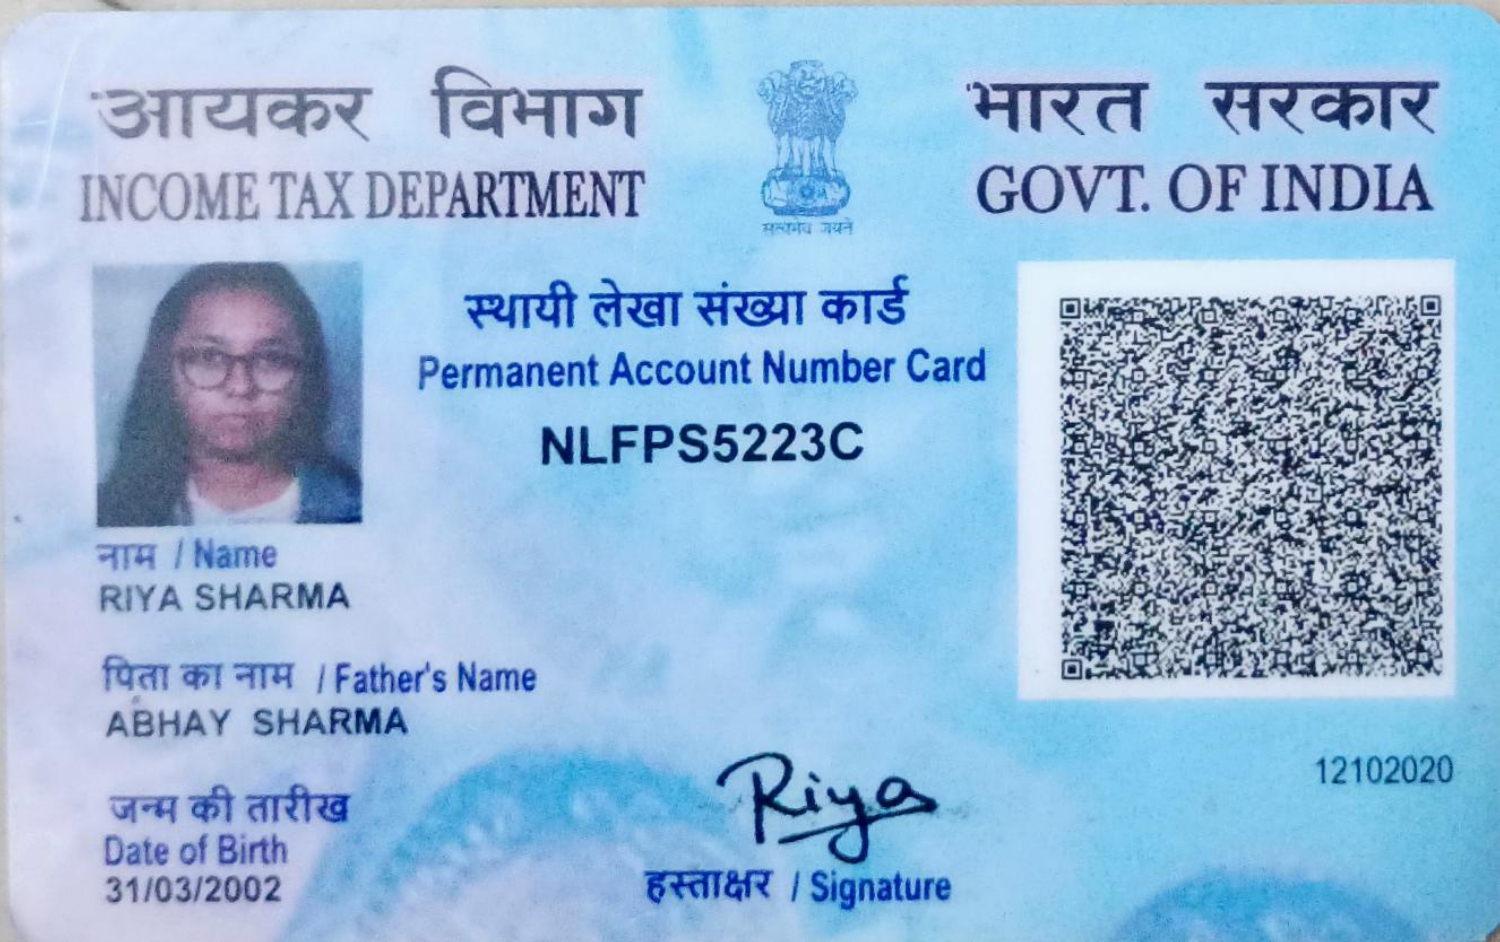 आयकर विभाग
INCOME TAX DEPARTMENT
सत्यमेव जयते
भारत सरकार
GOVT. OF INDIA
स्थायी लेखा संख्या कार्ड
Permanent Account Number Card
NLFPS5223C
नाम / Name
RIYA SHARMA
पिता का नाम / Father's Name
ABHAY SHARMA
जन्म की तारीख
Date of Birth
31/03/2002
Riya
हस्ताक्षर / Signature
12102020